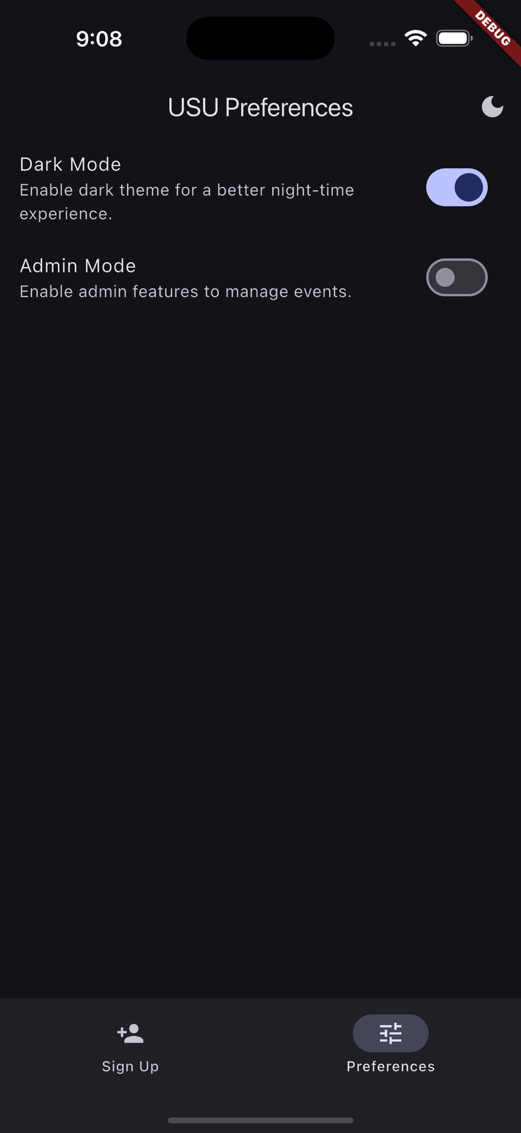 9:08
DEBUG
USU Preferences
Dark Mode
Enable dark theme for a better night-time
experience.
Admin Mode
Enable admin features to manage events.
Sign Up
Preferences